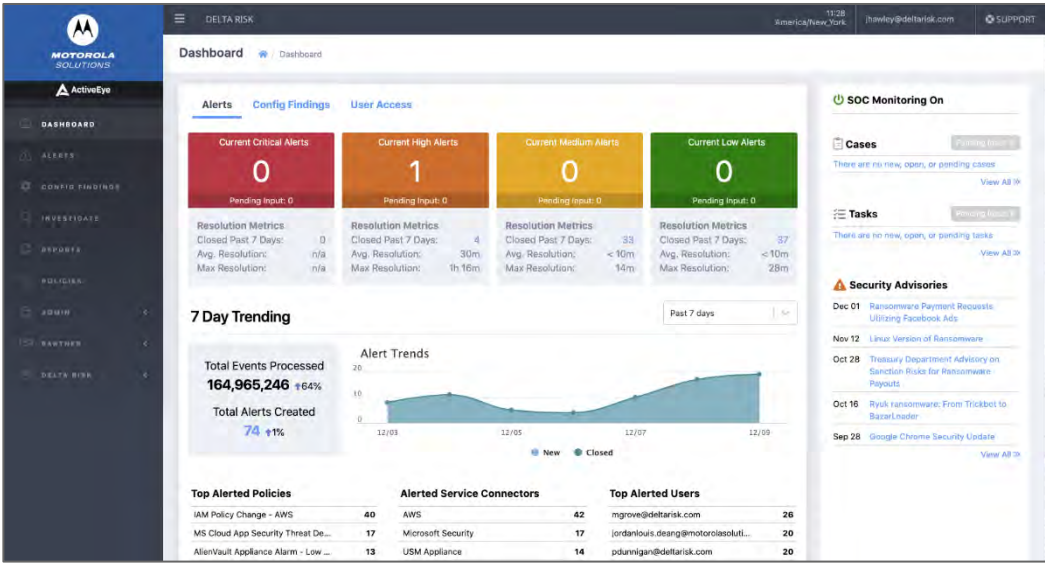 MOTOROLA
SOLUTIONS
ActiveEye
DASHBOARD
ALERTS
CONFIG FINDINGS
INVESTIGATE
REPORTS
POLICIES
ADMIN
PARTNER
DELTA RISK
DELTA RISK
11:28
America/New_York
jhawley@deltarisk.com
SUPPORT
Dashboard / Dashboard
Alerts Config Findings User Access
Current Critical Alerts
0
Pending Input: 0
Resolution Metrics
Closed Past 7 Days: 0
Avg. Resolution: n/a
Max Resolution: n/a
Current High Alerts
1
Pending Input: 0
Resolution Metrics
Closed Past 7 Days: 4
Avg. Resolution: 30m
Max Resolution: 1h 16m
Current Medium Alerts
0
Pending Input: 0
Resolution Metrics
Closed Past 7 Days: 33
Avg. Resolution: < 10m
Max Resolution: 14m
Current Low Alerts
0
Pending Input: 0
Resolution Metrics
Closed Past 7 Days: 37
Avg. Resolution: < 10m
Max Resolution: 28m
7 Day Trending
Past 7 days
Total Events Processed
164,965,246 64%
Total Alerts Created
74 1%
Alert Trends
20
10
0
12/03 12/05 12/07 12/09
New Closed
Top Alerted Policies
IAM Policy Change - AWS 40
MS Cloud App Security Threat De... 17
AlienVault Appliance Alarm - Low ... 13
Alerted Service Connectors
AWS 42
Microsoft Security 17
USM Appliance 14
Top Alerted Users
mgrove@deltarisk.com 26
jordanlouis.deang@motorolasoluti... 20
pdunnigan@deltarisk.com 20
SOC Monitoring On
Cases
Pending Input: 0
There are no new, open, or pending cases
View All
Tasks
Pending Input: 0
There are no new, open, or pending tasks
View All
Security Advisories
Dec 01 Ransomware Payment Requests
Utilizing Facebook Ads
Nov 12 Linux Version of Ransomware
Oct 28 Treasury Department Advisory on
Sanction Risks for Ransomware
Payouts
Oct 16 Ryuk ransomware: From Trickbot to
BazarLoader
Sep 28 Google Chrome Security Update
View All